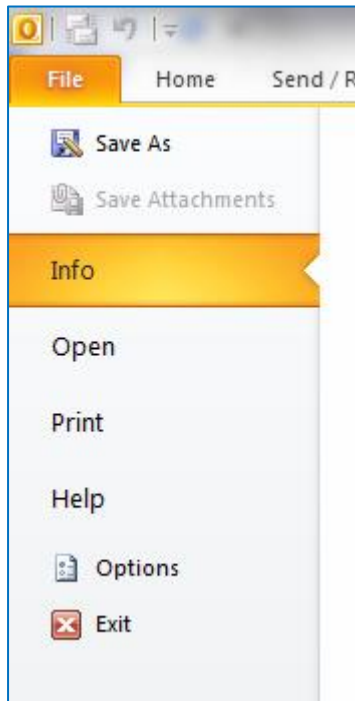 File Home Send / R
Save As
Save Attachments
Info
Open
Print
Help
Options
Exit